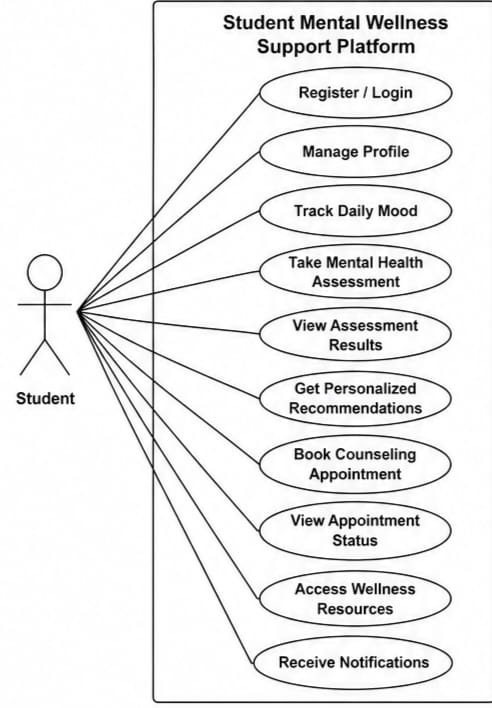 Student Mental Wellness
Support Platform
Register / Login
Manage Profile
Track Daily Mood
Take Mental Health
Assessment
View Assessment
Results
Student
Get Personalized
Recommendations
Book Counseling
Appointment
View Appointment
Status
Access Wellness
Resources
Receive Notifications